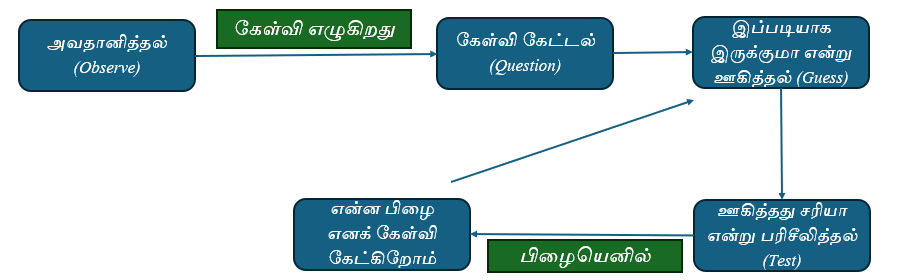 அவதானித்தல்
(Observe)
கேள்வி எழுகிறது
கேள்வி கேட்டல்
(Question)
இப்படியாக
இருக்குமா என்று
ஊகித்தல் (Guess)
ஊகித்தது சரியா
என்று பரிசீலித்தல்
(Test)
பிழையெனில்
என்ன பிழை
எனக் கேள்வி
கேட்கிறோம்